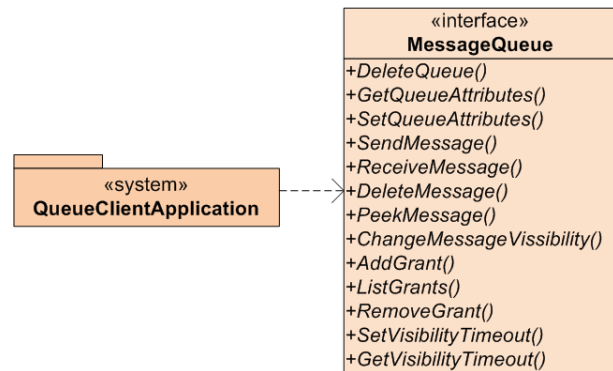 «interface»
MessageQueue
+DeleteQueue()
+GetQueueAttributes()
+SetQueueAttributes()
+SendMessage()
+ReceiveMessage()
+DeleteMessage()
+PeekMessage()
+ChangeMessageVissibility()
+AddGrant()
+ListGrants()
+RemoveGrant()
+SetVisibilityTimeout()
+GetVisibilityTimeout()
«system»
QueueClientApplication